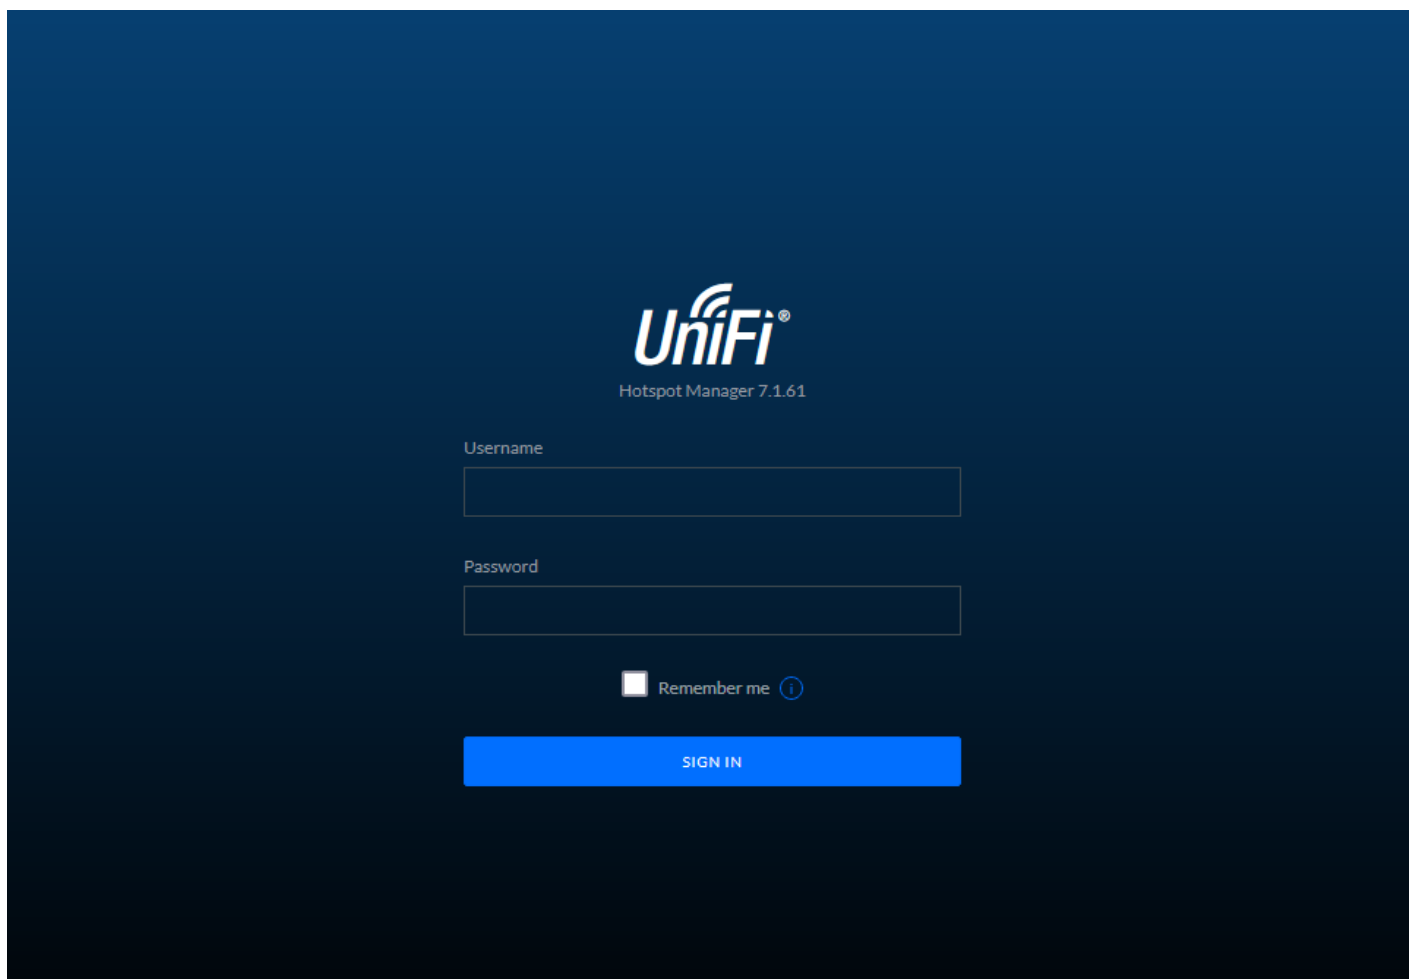 UniFi®
Hotspot Manager 7.1.61
Username
Password
Remember me
SIGN IN